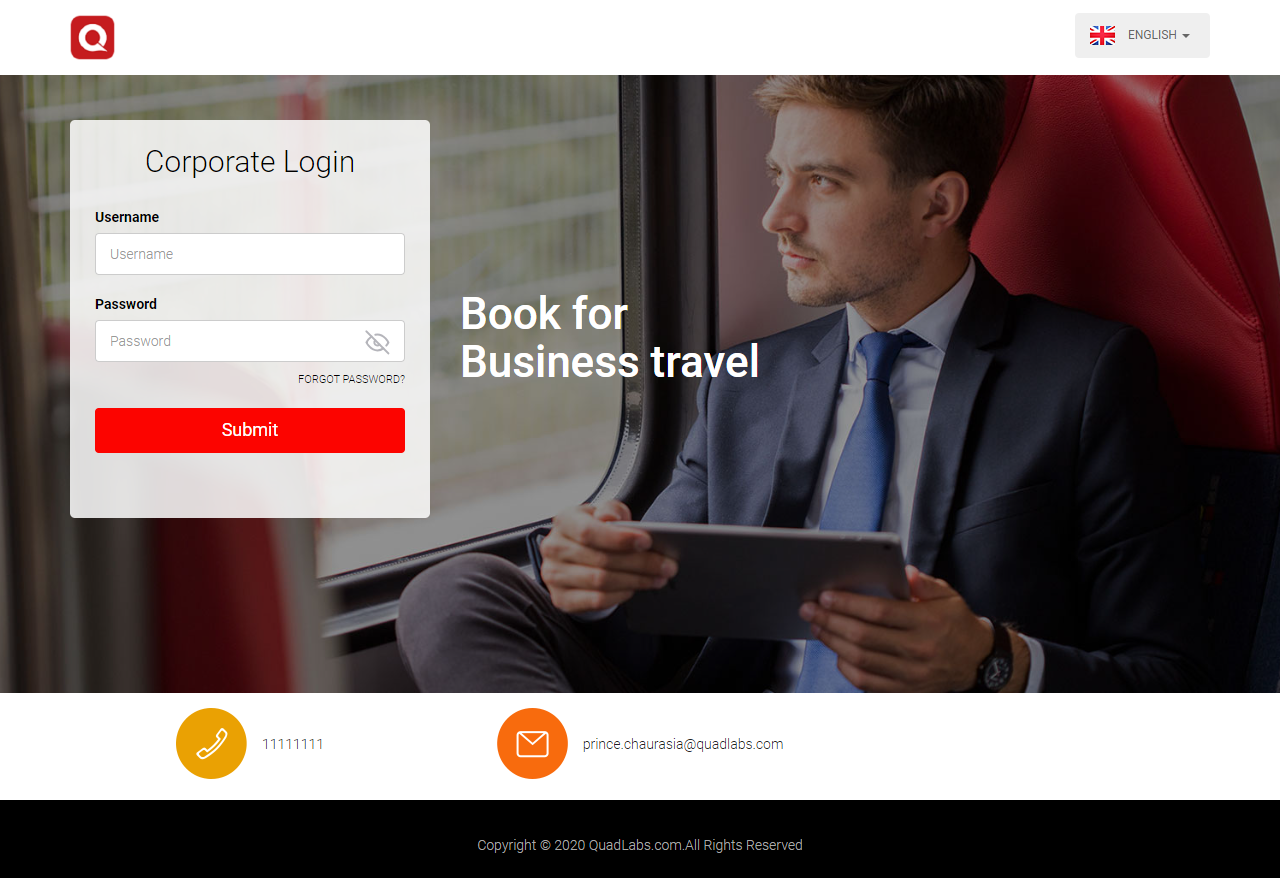 Q
ENGLISH
Corporate Login
Username
Username
Password
Password
FORGOT PASSWORD?
Submit
Book for
Business travel
11111111
prince.chaurasia@quadlabs.com
Copyright © 2020 QuadLabs.com.All Rights Reserved